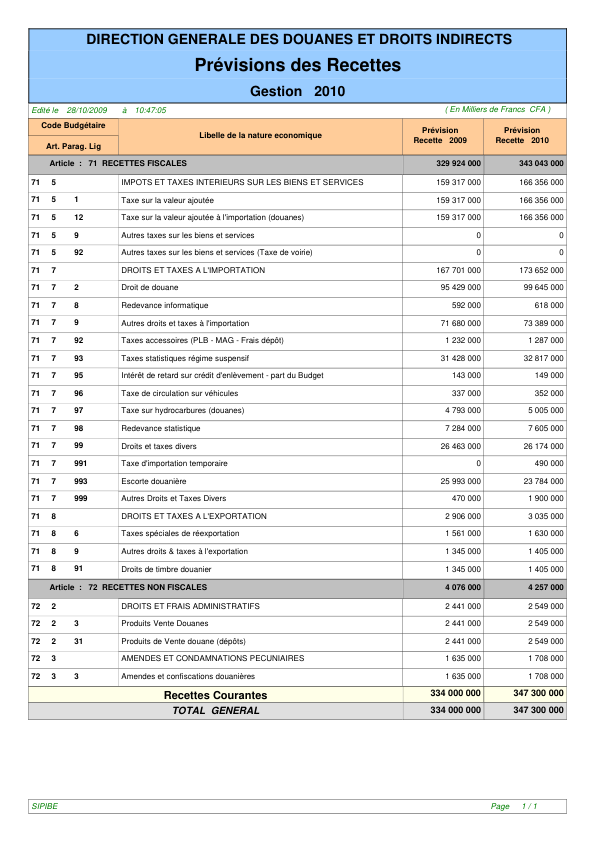 DIRECTION GENERALE DES DOUANES ET DROITS INDIRECTS
Prévisions des Recettes
Gestion 2010
Edité le 28/10/2009 à 10:47:05 ( En Milliers de Francs CFA )
Code Budgétaire
Art. Parag. Lig
Libelle de la nature economique
Prévision Recette 2009
Prévision Recette 2010
Article : 71 RECETTES FISCALES 329 924 000 343 043 000
71 5 IMPOTS ET TAXES INTERIEURS SUR LES BIENS ET SERVICES 159 317 000 166 356 000
71 5 1 Taxe sur la valeur ajoutée 159 317 000 166 356 000
71 5 12 Taxe sur la valeur ajoutée à l'importation (douanes) 159 317 000 166 356 000
71 5 9 Autres taxes sur les biens et services 0 0
71 5 92 Autres taxes sur les biens et services (Taxe de voirie) 0 0
71 7 DROITS ET TAXES A L'IMPORTATION 167 701 000 173 652 000
71 7 2 Droit de douane 95 429 000 99 645 000
71 7 8 Redevance informatique 592 000 618 000
71 7 9 Autres droits et taxes à l'importation 71 680 000 73 389 000
71 7 92 Taxes accessoires (PLB - MAG - Frais dépôt) 1 232 000 1 287 000
71 7 93 Taxes statistiques régime suspensif 31 428 000 32 817 000
71 7 95 Intérêt de retard sur crédit d'enlèvement - part du Budget 143 000 149 000
71 7 96 Taxe de circulation sur véhicules 337 000 352 000
71 7 97 Taxe sur hydrocarbures (douanes) 4 793 000 5 005 000
71 7 98 Redevance statistique 7 284 000 7 605 000
71 7 99 Droits et taxes divers 26 463 000 26 174 000
71 7 991 Taxe d'importation temporaire 0 490 000
71 7 993 Escorte douanière 25 993 000 23 784 000
71 7 999 Autres Droits et Taxes Divers 470 000 1 900 000
71 8 DROITS ET TAXES A L'EXPORTATION 2 906 000 3 035 000
71 8 6 Taxes spéciales de réexportation 1 561 000 1 630 000
71 8 9 Autres droits & taxes à l'exportation 1 345 000 1 405 000
71 8 91 Droits de timbre douanier 1 345 000 1 405 000
Article : 72 RECETTES NON FISCALES 4 076 000 4 257 000
72 2 DROITS ET FRAIS ADMINISTRATIFS 2 441 000 2 549 000
72 2 3 Produits Vente Douanes 2 441 000 2 549 000
72 2 31 Produits de Vente douane (dépôts) 2 441 000 2 549 000
72 3 AMENDES ET CONDAMNATIONS PECUNIAIRES 1 635 000 1 708 000
72 3 3 Amendes et confiscations douanières 1 635 000 1 708 000
Recettes Courantes 334 000 000 347 300 000
TOTAL GENERAL 334 000 000 347 300 000
SIPIBE Page 1 / 1